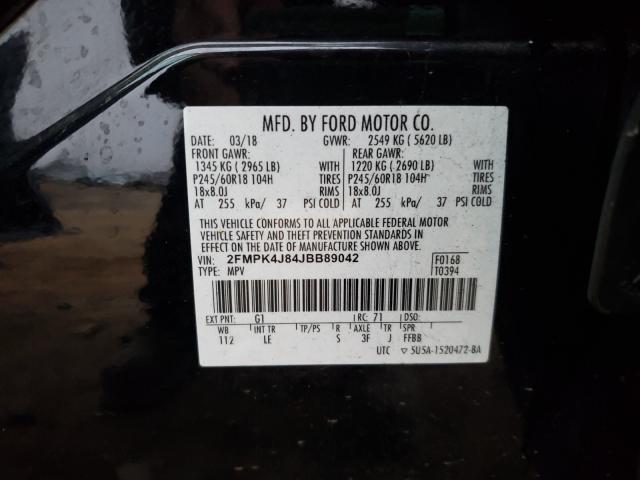 MFD. BY FORD MOTOR CO.
DATE: 03/18 GVWR: 2549 KG ( 5620 LB)
FRONT GAWR: REAR GAWR:
1345 KG ( 2965 LB) WITH 1220 KG ( 2690 LB) WITH
P245/60R18 104H TIRES P245/60R18 104H TIRES
18x8.0J RIMS 18x8.0J RIMS
AT 255 kPa/ 37 PSI COLD AT 255 kPa/ 37 PSI COLD
THIS VEHICLE CONFORMS TO ALL APPLICABLE FEDERAL MOTOR
VEHICLE SAFETY AND THEFT PREVENTION STANDARDS IN
EFFECT ON THE DATE OF MANUFACTURE SHOWN ABOVE.
VIN: 2FMPK4J84JBB89042 F0168
TYPE: MPV T0394
EXT PNT: G1 RC: 71 DSO:
WB INT TR TP/PS R AXLE TR SPR
112 LE S 3F J FFBB
UTC ▽ 5U5A-1520472-BA